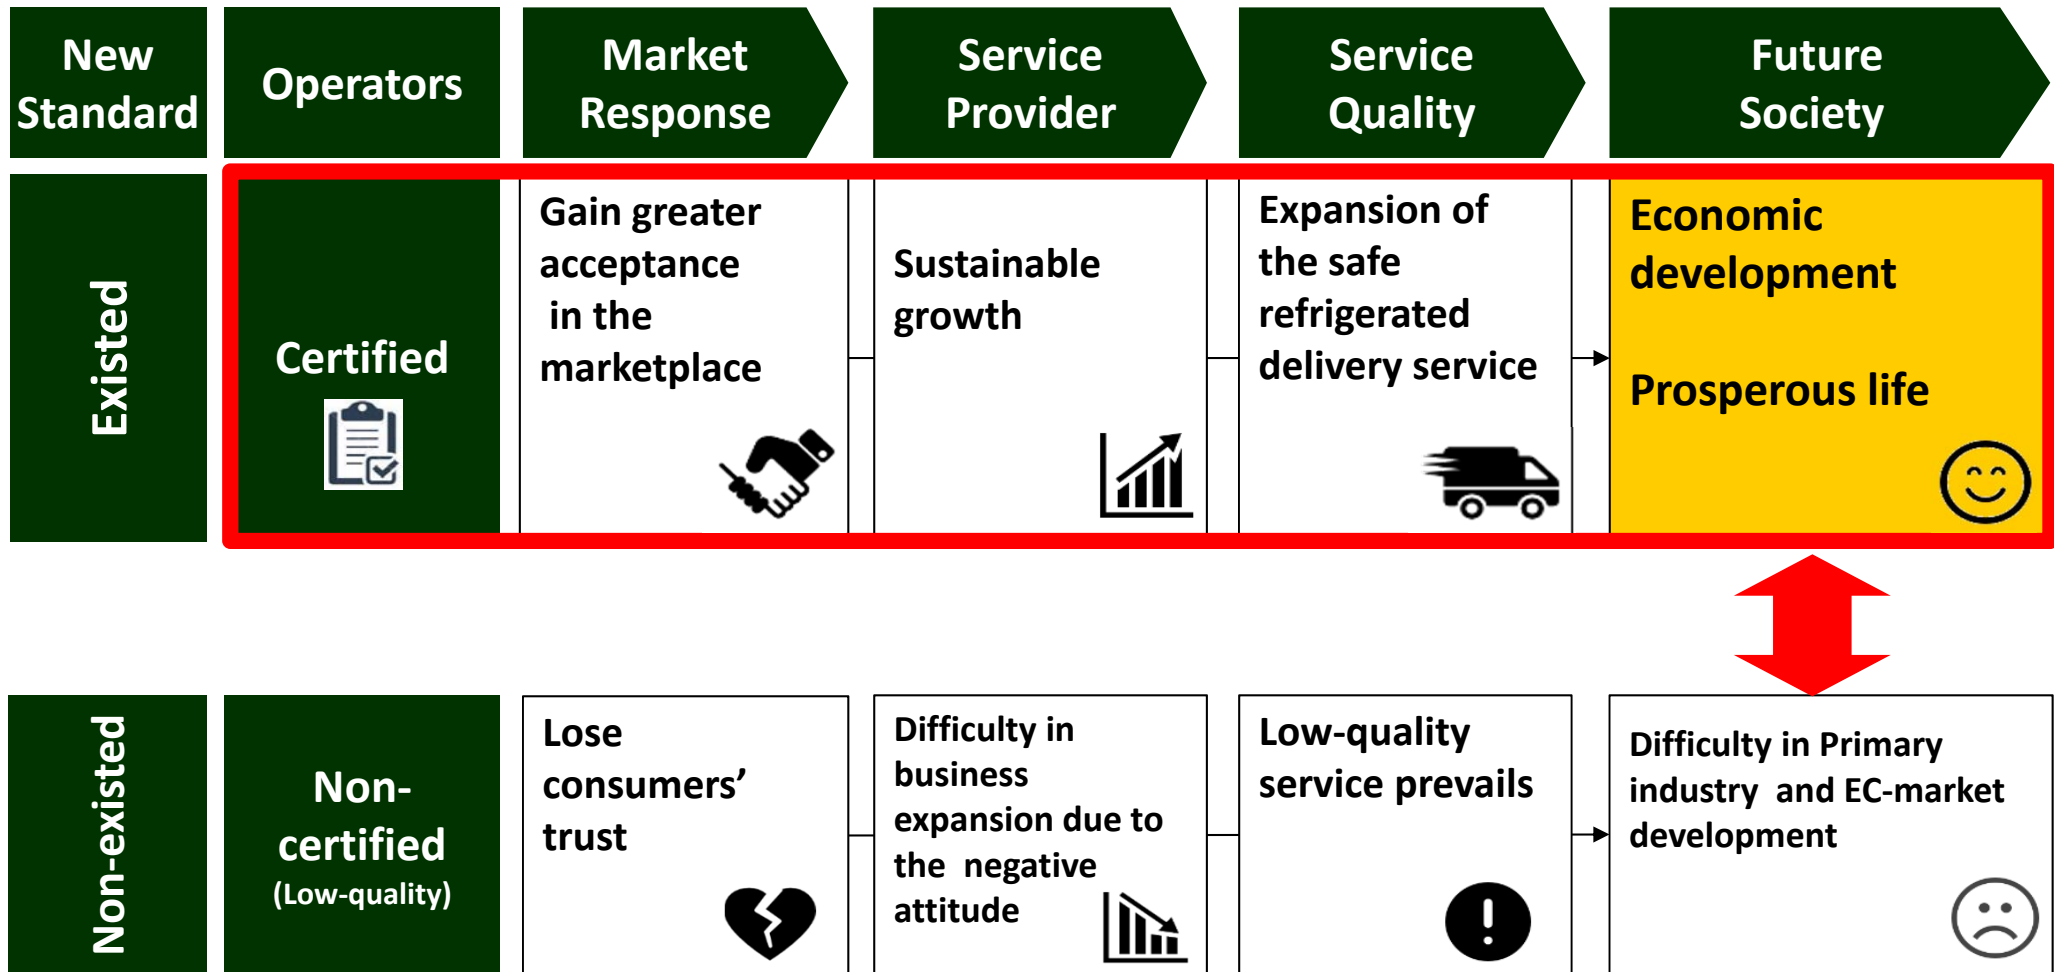 New
Standard
Operators
Market
Response
Service
Provider
Service
Quality
Future
Society
Existed
Certified
Gain greater
acceptance
in the
marketplace
Sustainable
growth
Expansion of
the safe
refrigerated
delivery service
Economic
development
Prosperous life
Non-existed
Non-
certified
(Low-quality)
Lose
consumers’
trust
Difficulty in
business
expansion due to
the negative
attitude
Low-quality
service prevails
Difficulty in Primary
industry and EC-market
development